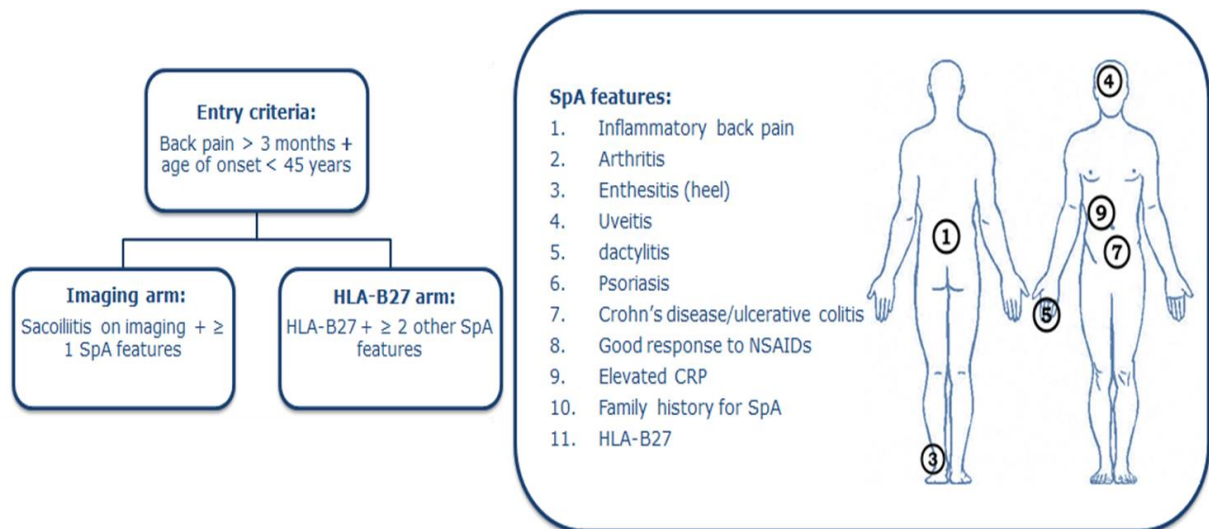 Entry criteria:
Back pain > 3 months +
age of onset < 45 years
Imaging arm:
Sacoiliitis on imaging + ≥
1 SpA features
HLA-B27 arm:
HLA-B27 + ≥ 2 other SpA
features
SpA features:
1. Inflammatory back pain
2. Arthritis
3. Enthesitis (heel)
4. Uveitis
5. dactylitis
6. Psoriasis
7. Crohn's disease/ulcerative colitis
8. Good response to NSAIDs
9. Elevated CRP
10. Family history for SpA
11. HLA-B27
4
9
1
7
5
3